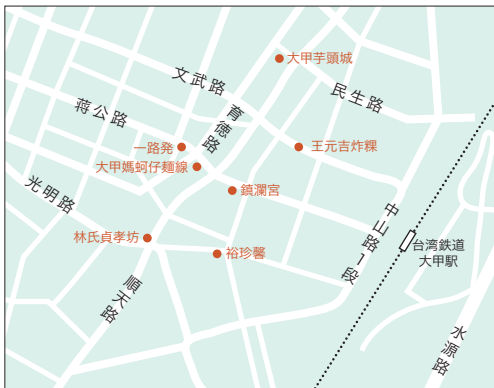 大甲芋頭城
文武路
民生路
育德路
蒋公路
一路発
王元吉炸粿
大甲媽蚵仔麺線
光明路
鎮瀾宮
中山路1段
林氏貞孝坊
裕珍馨
台湾鉄道
大甲駅
順天路
水源路